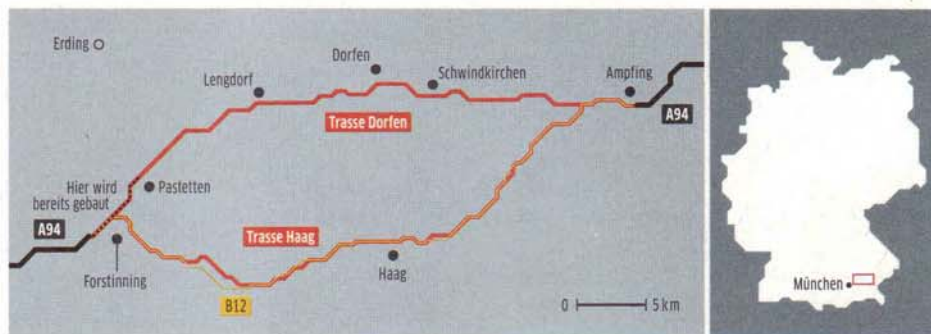 Erding
Dorfen
Lengdorf
Schwindkirchen
Ampfing
Trasse Dorfen
A94
Hier wird
bereits gebaut
Pastetten
A94
Trasse Haag
Forstinning
Haag
B12
0 5 km
München